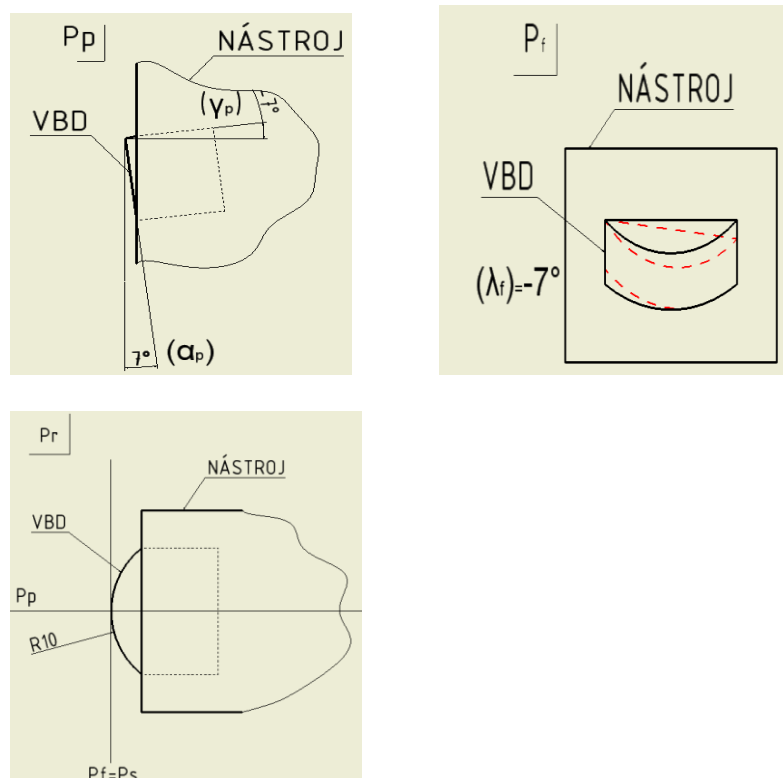 Pp
NÁSTROJ
(γp)
-7°
VBD
7°
(αp)
Pf
NÁSTROJ
VBD
(λf)=-7°
Pr
NÁSTROJ
VBD
Pp
R10
Pf=Ps